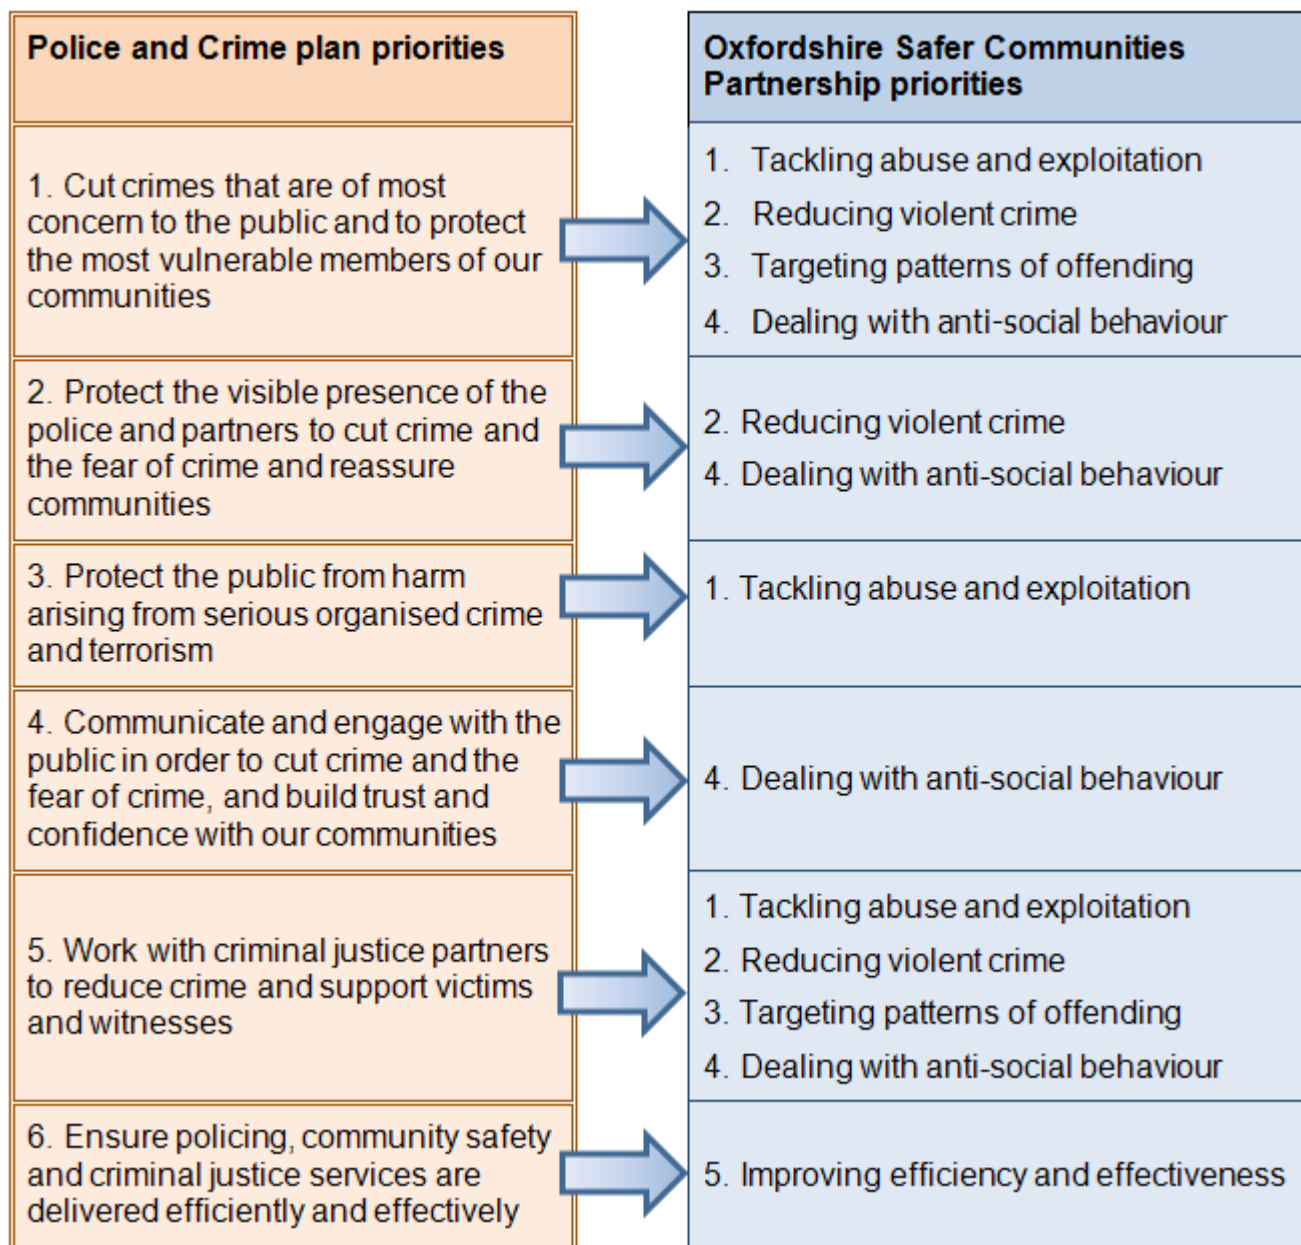 Police and Crime plan priorities
Oxfordshire Safer Communities
Partnership priorities
1. Cut crimes that are of most
concern to the public and to protect
the most vulnerable members of our
communities
1. Tackling abuse and exploitation
2. Reducing violent crime
3. Targeting patterns of offending
4. Dealing with anti-social behaviour
2. Protect the visible presence of the
police and partners to cut crime and
the fear of crime and reassure
communities
2. Reducing violent crime
4. Dealing with anti-social behaviour
3. Protect the public from harm
arising from serious organised crime
and terrorism
1. Tackling abuse and exploitation
4. Communicate and engage with the
public in order to cut crime and the
fear of crime, and build trust and
confidence with our communities
4. Dealing with anti-social behaviour
5. Work with criminal justice partners
to reduce crime and support victims
and witnesses
1. Tackling abuse and exploitation
2. Reducing violent crime
3. Targeting patterns of offending
4. Dealing with anti-social behaviour
6. Ensure policing, community safety
and criminal justice services are
delivered efficiently and effectively
5. Improving efficiency and effectiveness